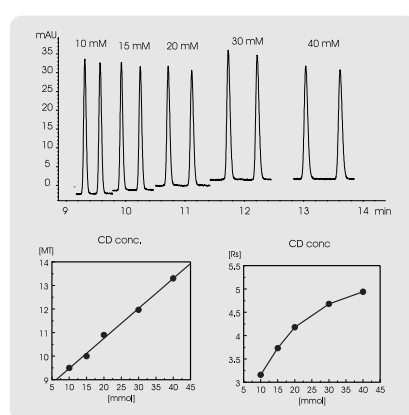 mAU
10 mM 15 mM 20 mM 30 mM 40 mM
35
30
25
20
15
10
5
0
9 10 11 12 13 14 min
CD conc.
[MT]
14
13
12
11
10
9
5 10 15 20 25 30 35 40 45
[mmol]
CD conc
[Rs]
5.5
5
4.5
4
3.5
3
5 10 15 20 25 30 35 40 45
[mmol]